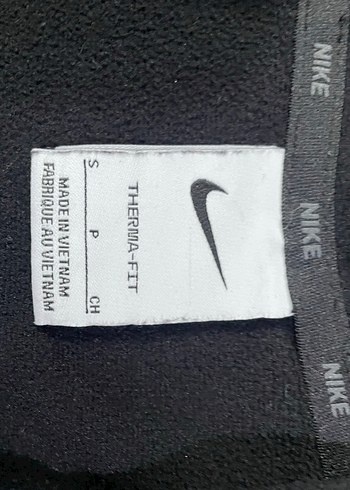 NIKE
NIKE
NIKE
THERMA-FIT
S P CH
MADE IN VIETNAM
FABRIQUE AU VIETNAM